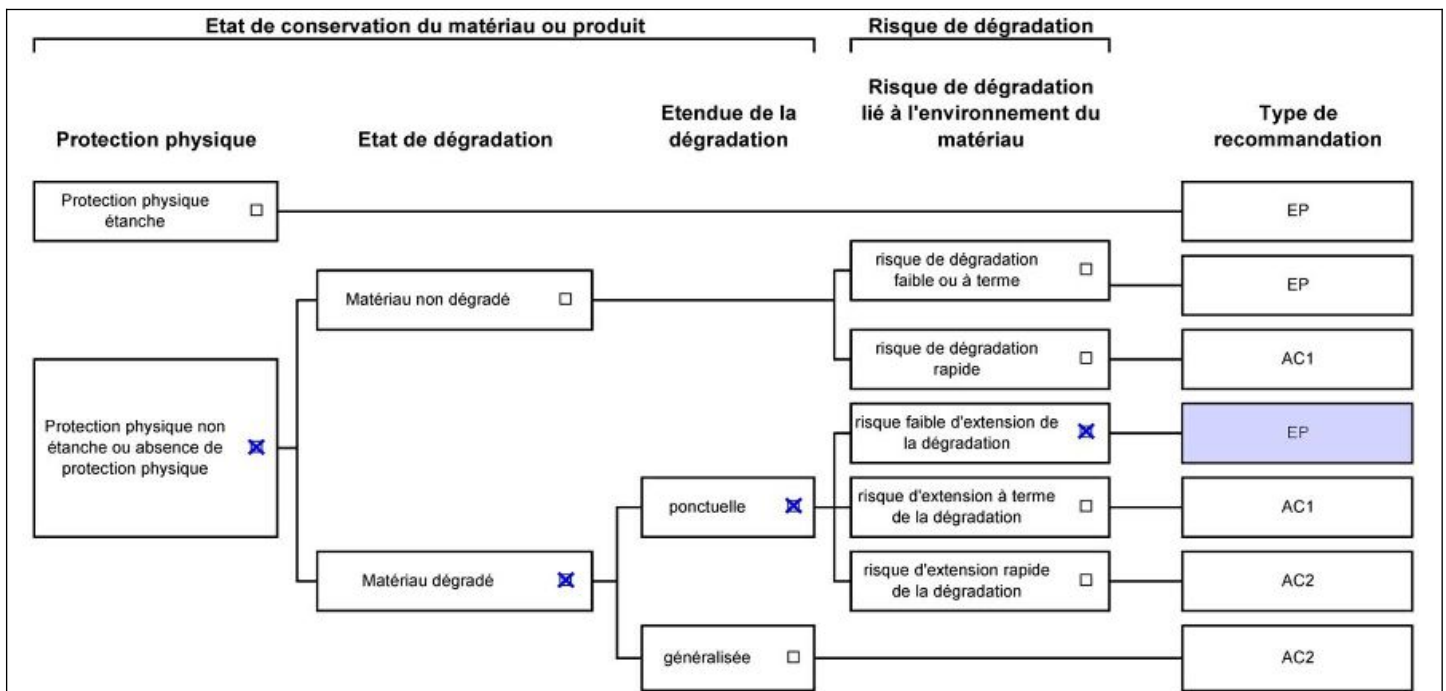 Etat de conservation du matériau ou produit
Risque de dégradation
Protection physique
Etat de dégradation
Etendue de la
dégradation
Risque de dégradation
lié à l'environnement du
matériau
Type de
recommandation
Protection physique
étanche
EP
Matériau non dégradé
risque de dégradation
faible ou à terme
EP
risque de dégradation
rapide
AC1
Protection physique non
étanche ou absence de
protection physique
risque faible d'extension de
la dégradation
EP
ponctuelle
risque d'extension à terme
de la dégradation
AC1
Matériau dégradé
risque d'extension rapide
de la dégradation
AC2
généralisée
AC2